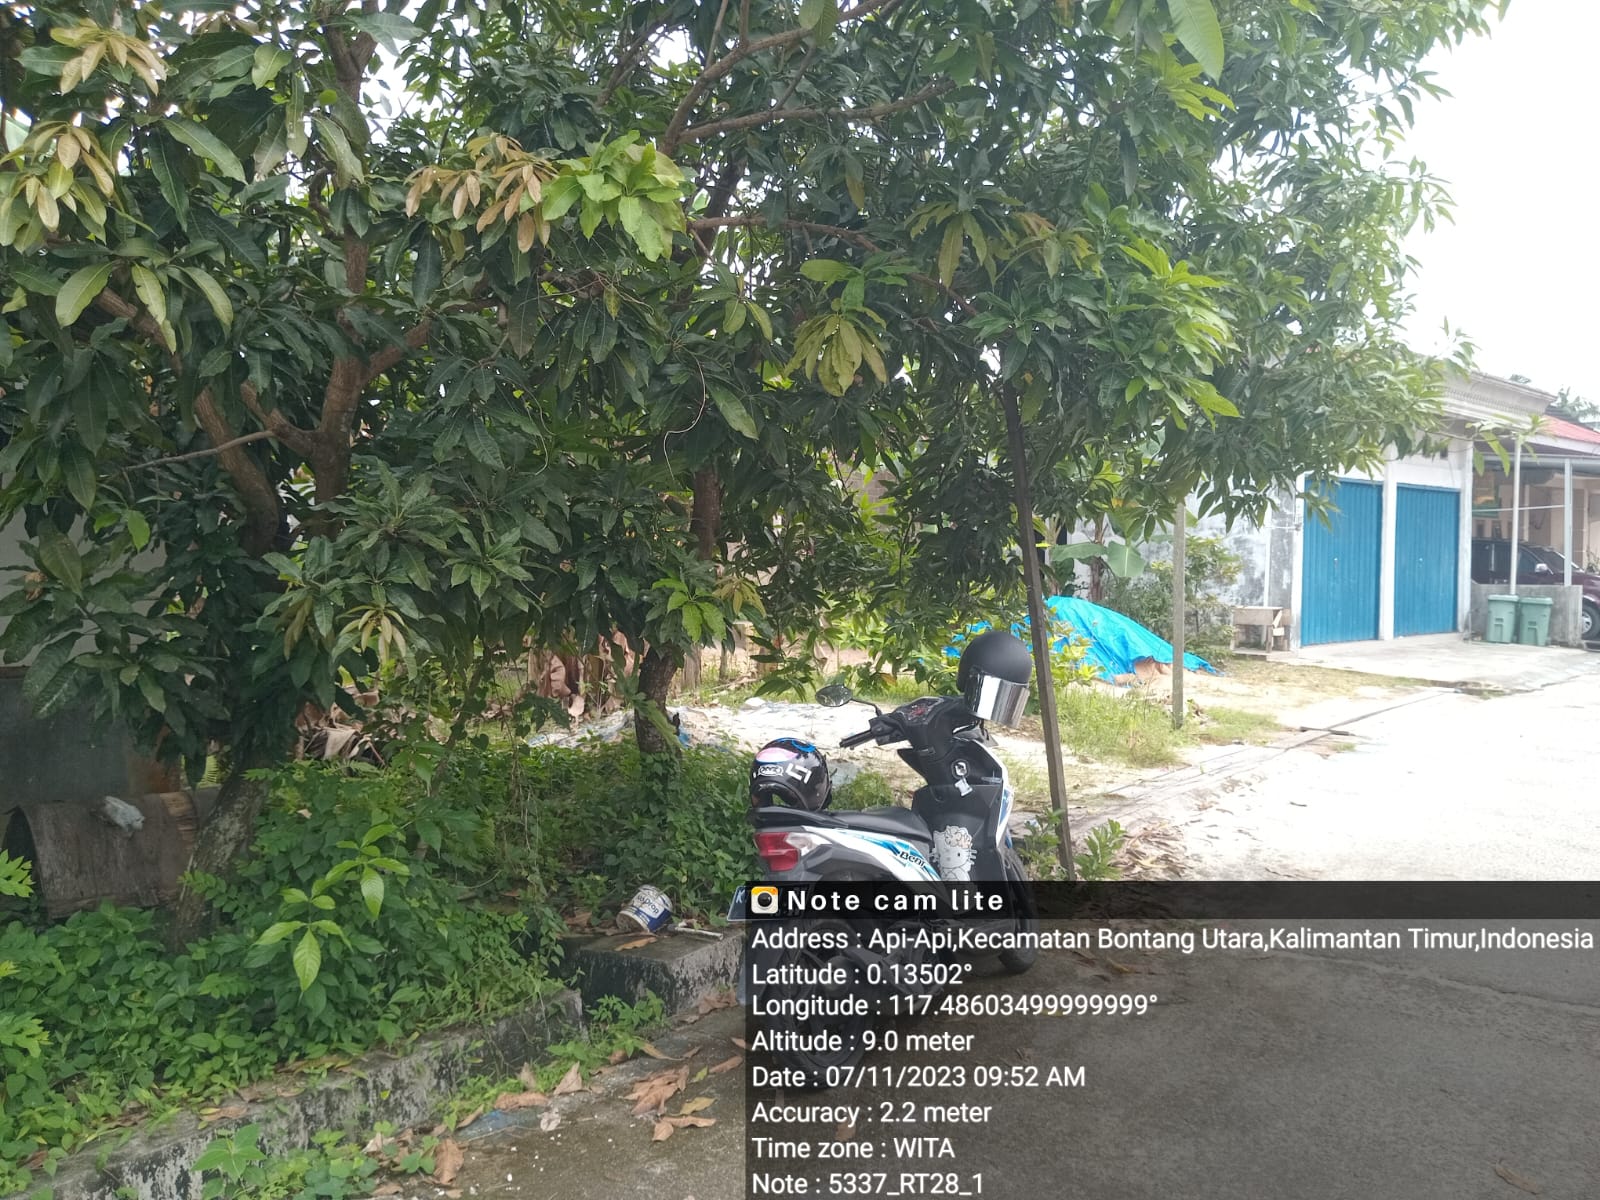 BeAT
Note cam lite
Address : Api-Api,Kecamatan Bontang Utara,Kalimantan Timur,Indonesia
Latitude : 0.13502°
Longitude : 117.48603499999999°
Altitude : 9.0 meter
Date : 07/11/2023 09:52 AM
Accuracy : 2.2 meter
Time zone : WITA
Note : 5337_RT28_1